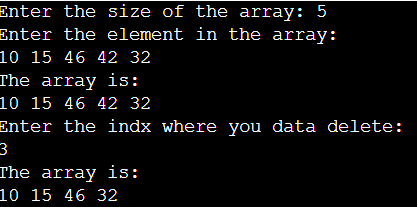 Enter the size of the array: 5
Enter the element in the array:
10 15 46 42 32
The array is:
10 15 46 42 32
Enter the indx where you data delete:
3
The array is:
10 15 46 32